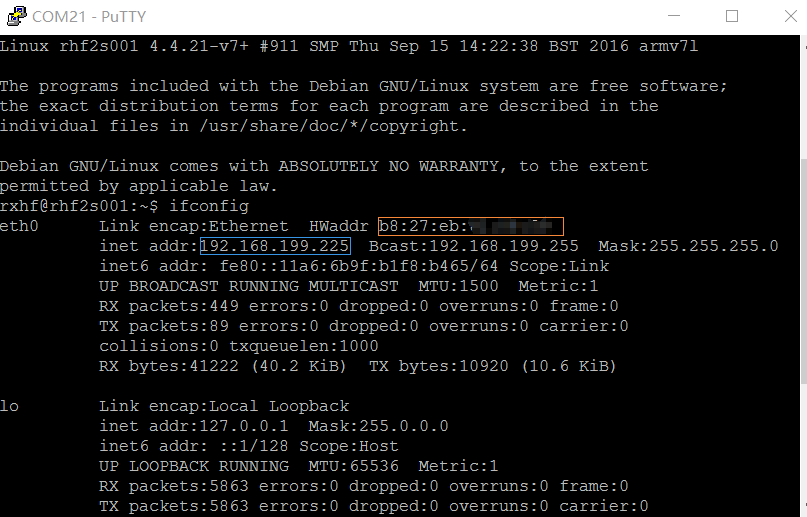 COM21 - PuTTY
Linux rhf2s001 4.4.21-v7+ #911 SMP Thu Sep 15 14:22:38 BST 2016 armv7l
The programs included with the Debian GNU/Linux system are free software;
the exact distribution terms for each program are described in the
individual files in /usr/share/doc/*/copyright.
Debian GNU/Linux comes with ABSOLUTELY NO WARRANTY, to the extent
permitted by applicable law.
rxhf@rhf2s001:~$ ifconfig
eth0 Link encap:Ethernet HWaddr b8:27:eb:
inet addr:192.168.199.225 Bcast:192.168.199.255 Mask:255.255.255.0
inet6 addr: fe80::11a6:6b9f:b1f8:b465/64 Scope:Link
UP BROADCAST RUNNING MULTICAST MTU:1500 Metric:1
RX packets:449 errors:0 dropped:0 overruns:0 frame:0
TX packets:89 errors:0 dropped:0 overruns:0 carrier:0
collisions:0 txqueuelen:1000
RX bytes:41222 (40.2 KiB) TX bytes:10920 (10.6 KiB)
lo Link encap:Local Loopback
inet addr:127.0.0.1 Mask:255.0.0.0
inet6 addr: ::1/128 Scope:Host
UP LOOPBACK RUNNING MTU:65536 Metric:1
RX packets:5863 errors:0 dropped:0 overruns:0 frame:0
TX packets:5863 errors:0 dropped:0 overruns:0 carrier:0